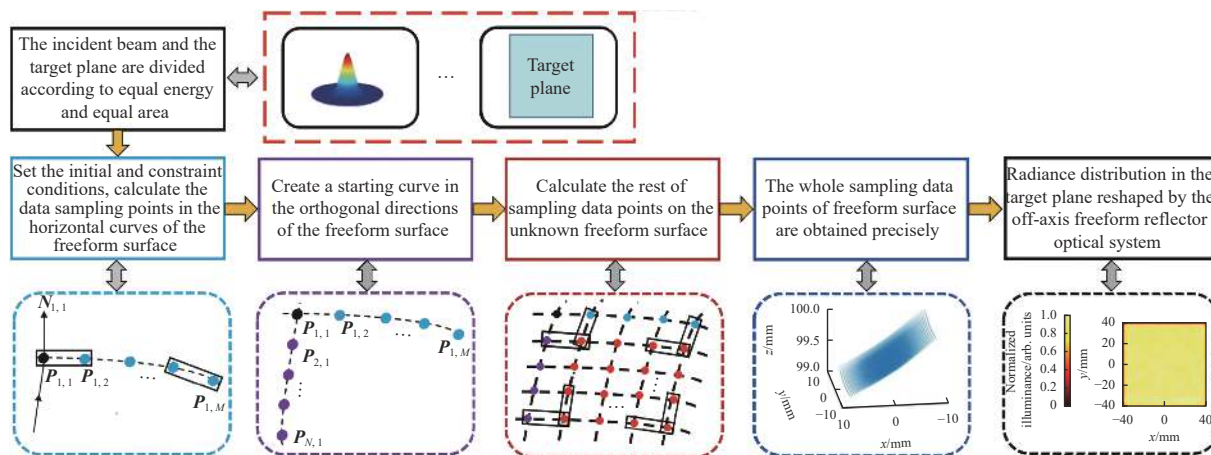 The incident beam and the
target plane are divided
according to equal energy
and equal area
...
Target
plane
Set the initial and constraint
conditions, calculate the
data sampling points in the
horizontal curves of the
freeform surface
Create a starting curve in
the orthogonal directions
of the freeform surface
Calculate the rest of
sampling data points on the
unknown freeform surface
The whole sampling data
points of freeform surface
are obtained precisely
Radiance distribution in the
target plane reshaped by the
off-axis freeform reflector
optical system
N1, 1
P1, 1
P1, 2
...
P1, M
P1, 1
P1, 2
...
P1, M
P2, 1
PN, 1
...
...
100.0
99.5
99.0
z/mm
10
0
−10
y/mm
10
0
−10
x/mm
Normalized
illuminance/arb. units
1.0
0.8
0.6
0.4
0.2
0
y/mm
40
20
0
−20
−40
−40
0
40
x/mm